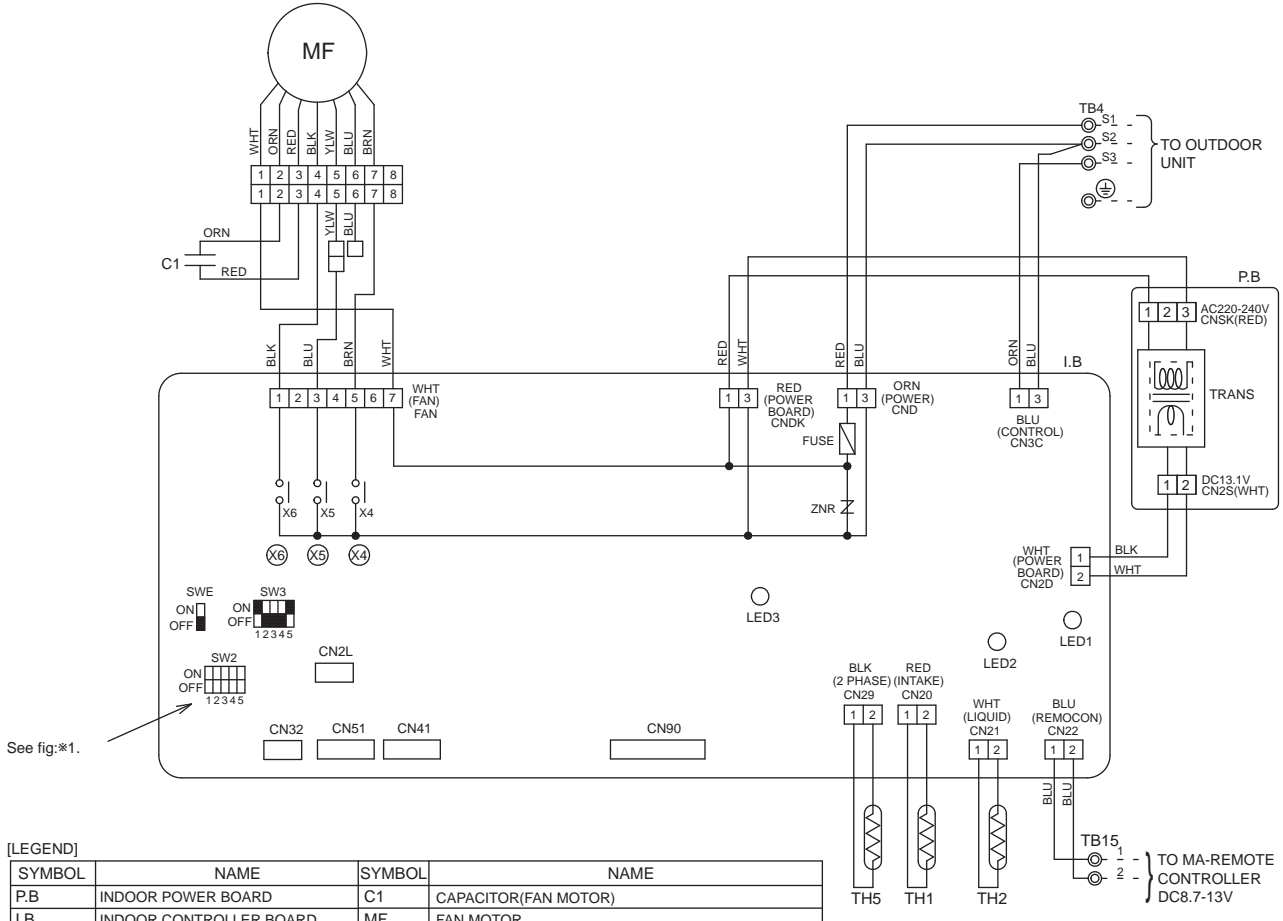 MF
WHT
ORN
RED
BLK
YLW
BLU
BRN
1 2 3 4 5 6 7 8
1 2 3 4 5 6 7 8
YLW
BLU
ORN
C1
RED
TB4
S1
S2
S3
TO OUTDOOR
UNIT
P.B
1 2 3
AC220-240V
CNSK(RED)
TRANS
1 2
DC13.1V
CN2S(WHT)
BLK
BLU
BRN
WHT
RED
WHT
RED
BLU
ORN
BLU
I.B
1 2 3 4 5 6 7
WHT
(FAN)
FAN
1 3
RED
(POWER
BOARD)
CNDK
1 3
ORN
(POWER)
CND
1 3
BLU
(CONTROL)
CN3C
FUSE
ZNR
X6
X5
X4
X6
X5
X4
WHT
(POWER
BOARD)
CN2D
1
2
BLK
WHT
SWE
ON
OFF
SW3
ON
OFF
1 2 3 4 5
SW2
ON
OFF
1 2 3 4 5
See fig:※1.
CN2L
CN32
CN51
CN41
CN90
LED3
LED2
LED1
BLK
(2 PHASE)
CN29
1 2
RED
(INTAKE)
CN20
1 2
WHT
(LIQUID)
CN21
1 2
BLU
(REMOCON)
CN22
1 2
BLU
BLU
TH5
TH1
TH2
TB15
1
2
TO MA-REMOTE
CONTROLLER
DC8.7-13V
[LEGEND]
SYMBOL NAME SYMBOL NAME
P.B INDOOR POWER BOARD C1 CAPACITOR(FAN MOTOR)
I.B INDOOR CONTROLLER BOARD MF FAN MOTOR